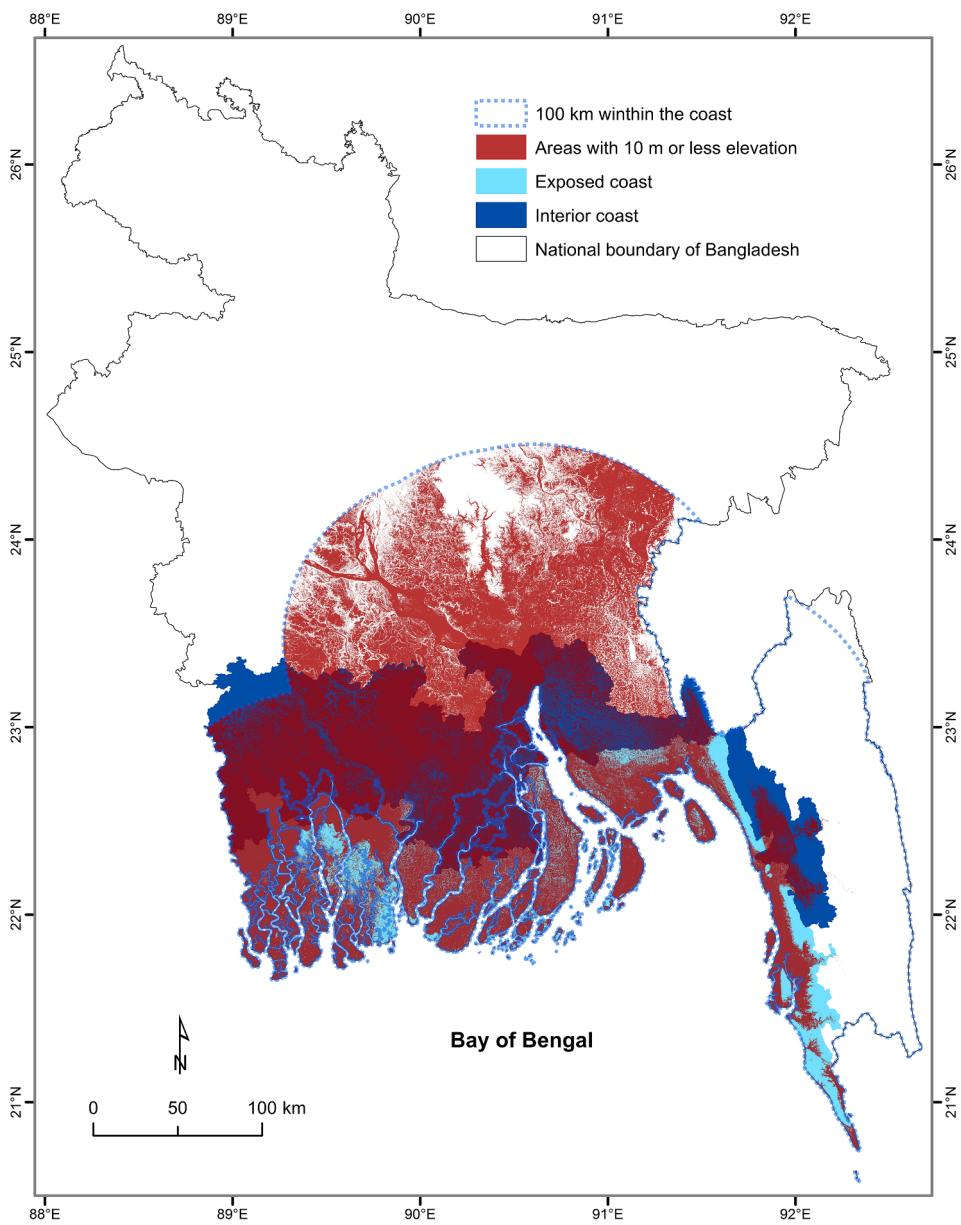 88°E 89°E 90°E 91°E 92°E
100 km winthin the coast
Areas with 10 m or less elevation
Exposed coast
Interior coast
National boundary of Bangladesh
26°N 26°N
25°N 25°N
24°N 24°N
23°N 23°N
22°N 22°N
Bay of Bengal
N
21°N 21°N
0 50 100 km
88°E 89°E 90°E 91°E 92°E